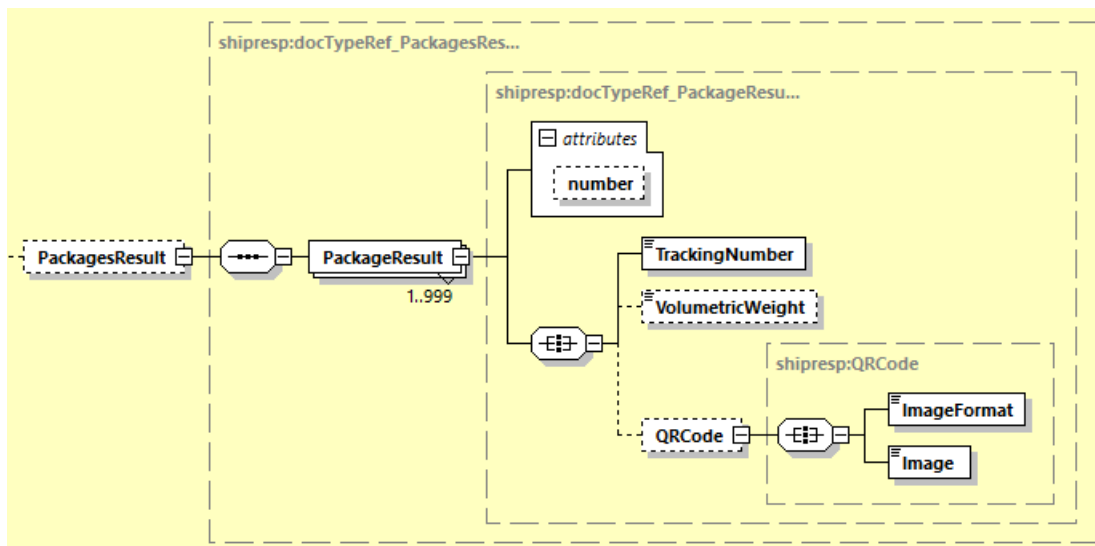 shipresp:docTypeRef_PackagesRes...
shipresp:docTypeRef_PackageResu...
attributes
number
PackagesResult
PackageResult
1..999
TrackingNumber
VolumetricWeight
shipresp:QRCode
ImageFormat
QRCode
Image